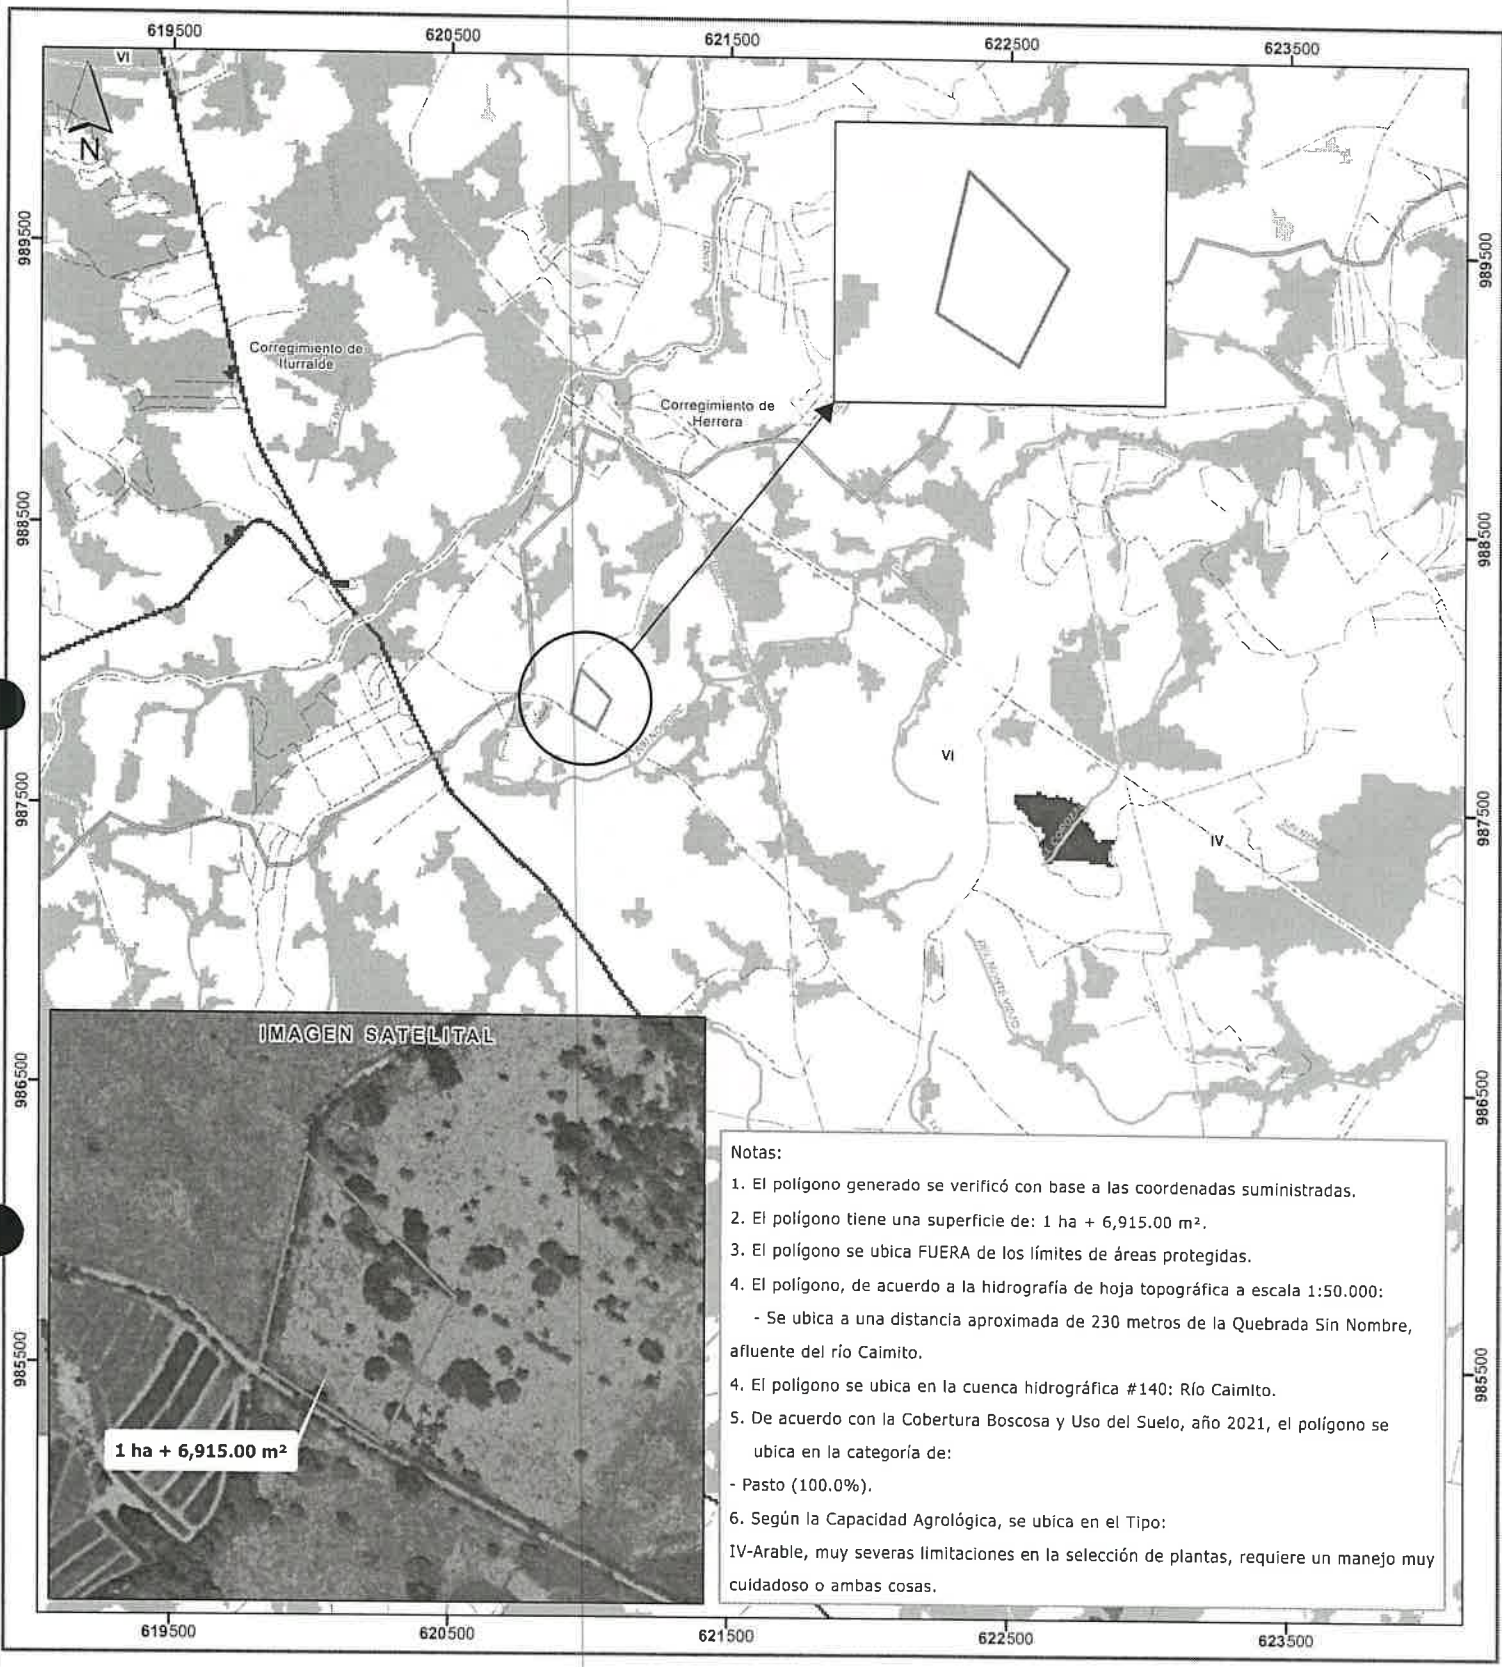 619500 620500 621500 622500 623500
VI
N
989500 989500
Corregimiento de
Iturralde
Corregimiento de
Herrera
988500 988500
VI
987500 987500
IV
DEL MONTE VIEJO
IMAGEN SATELITAL
986500 986500
Notas:
1. El polígono generado se verificó con base a las coordenadas suministradas.
2. El polígono tiene una superficie de: 1 ha + 6,915.00 m².
3. El polígono se ubica FUERA de los límites de áreas protegidas.
4. El polígono, de acuerdo a la hidrografía de hoja topográfica a escala 1:50.000:
- Se ubica a una distancia aproximada de 230 metros de la Quebrada Sin Nombre,
afluente del río Caimito.
985500 985500
4. El polígono se ubica en la cuenca hidrográfica #140: Río Caimito.
5. De acuerdo con la Cobertura Boscosa y Uso del Suelo, año 2021, el polígono se
ubica en la categoría de:
1 ha + 6,915.00 m²
- Pasto (100.0%).
6. Según la Capacidad Agrológica, se ubica en el Tipo:
IV-Arable, muy severas limitaciones en la selección de plantas, requiere un manejo muy
cuidadoso o ambas cosas.
619500 620500 621500 622500 623500